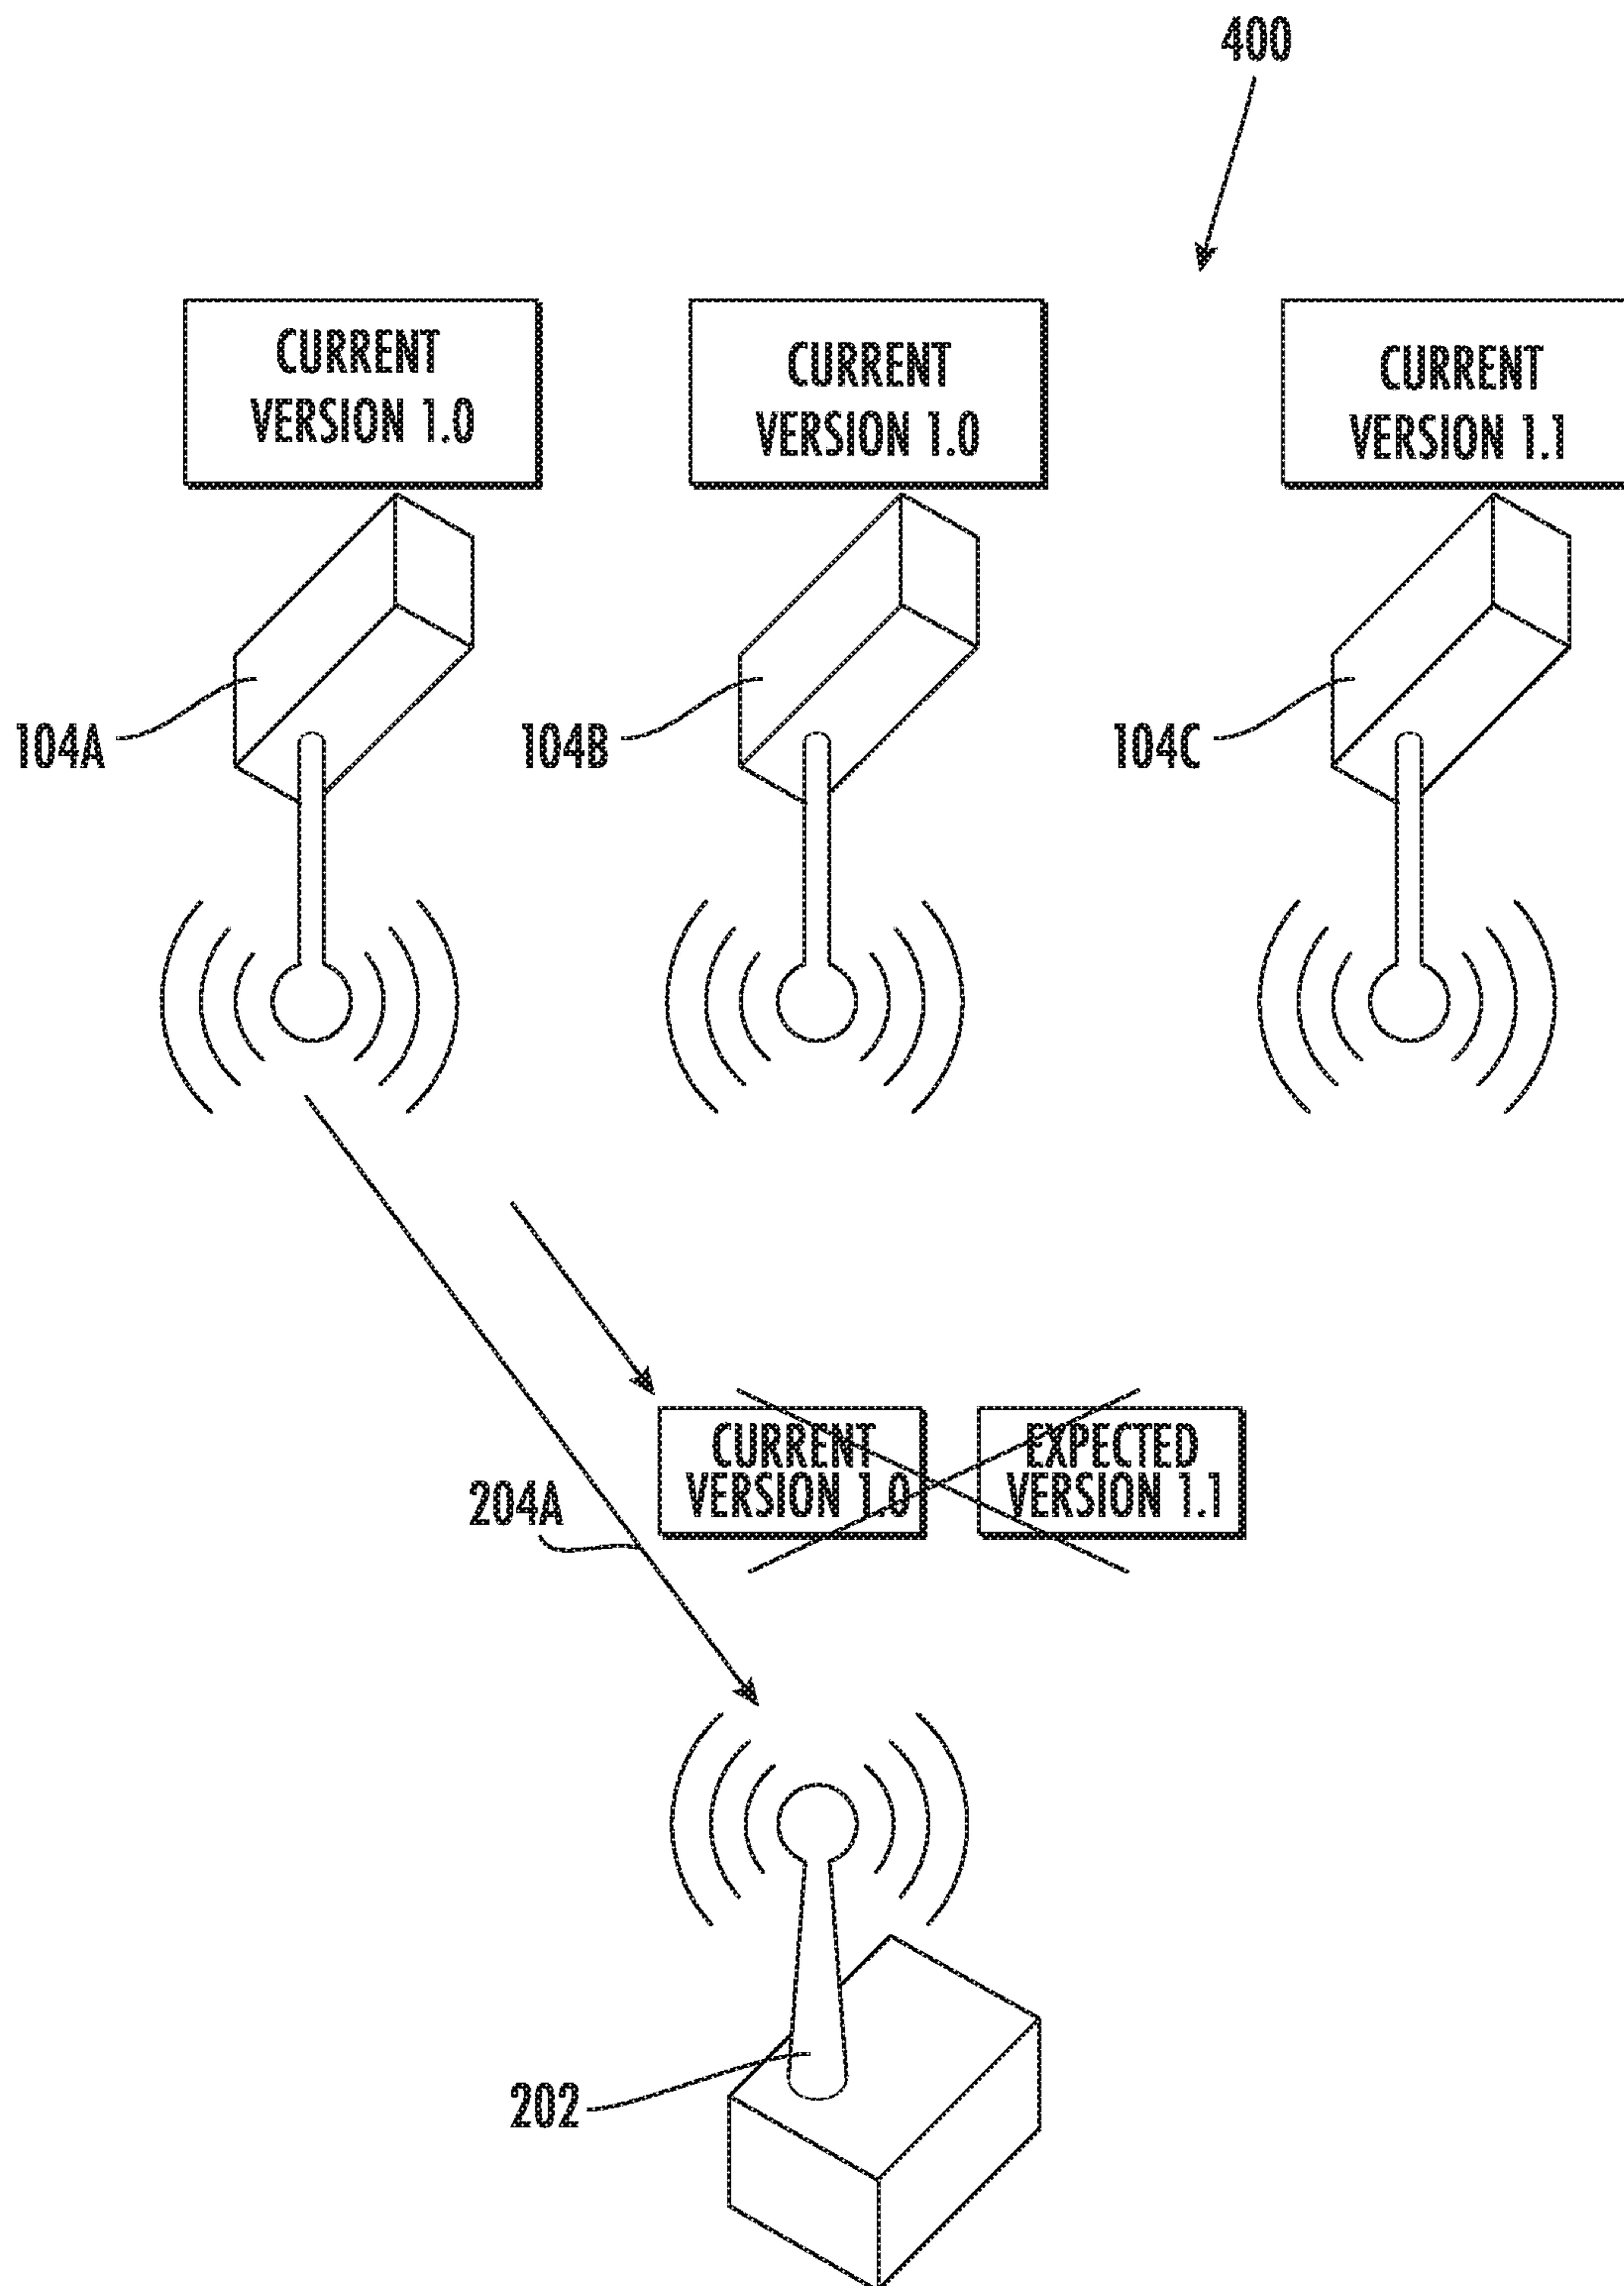 400
CURRENT
VERSION 1.0
CURRENT
VERSION 1.0
CURRENT
VERSION 1.1
104A
104B
104C
CURRENT
VERSION 1.0
EXPECTED
VERSION 1.1
204A
202